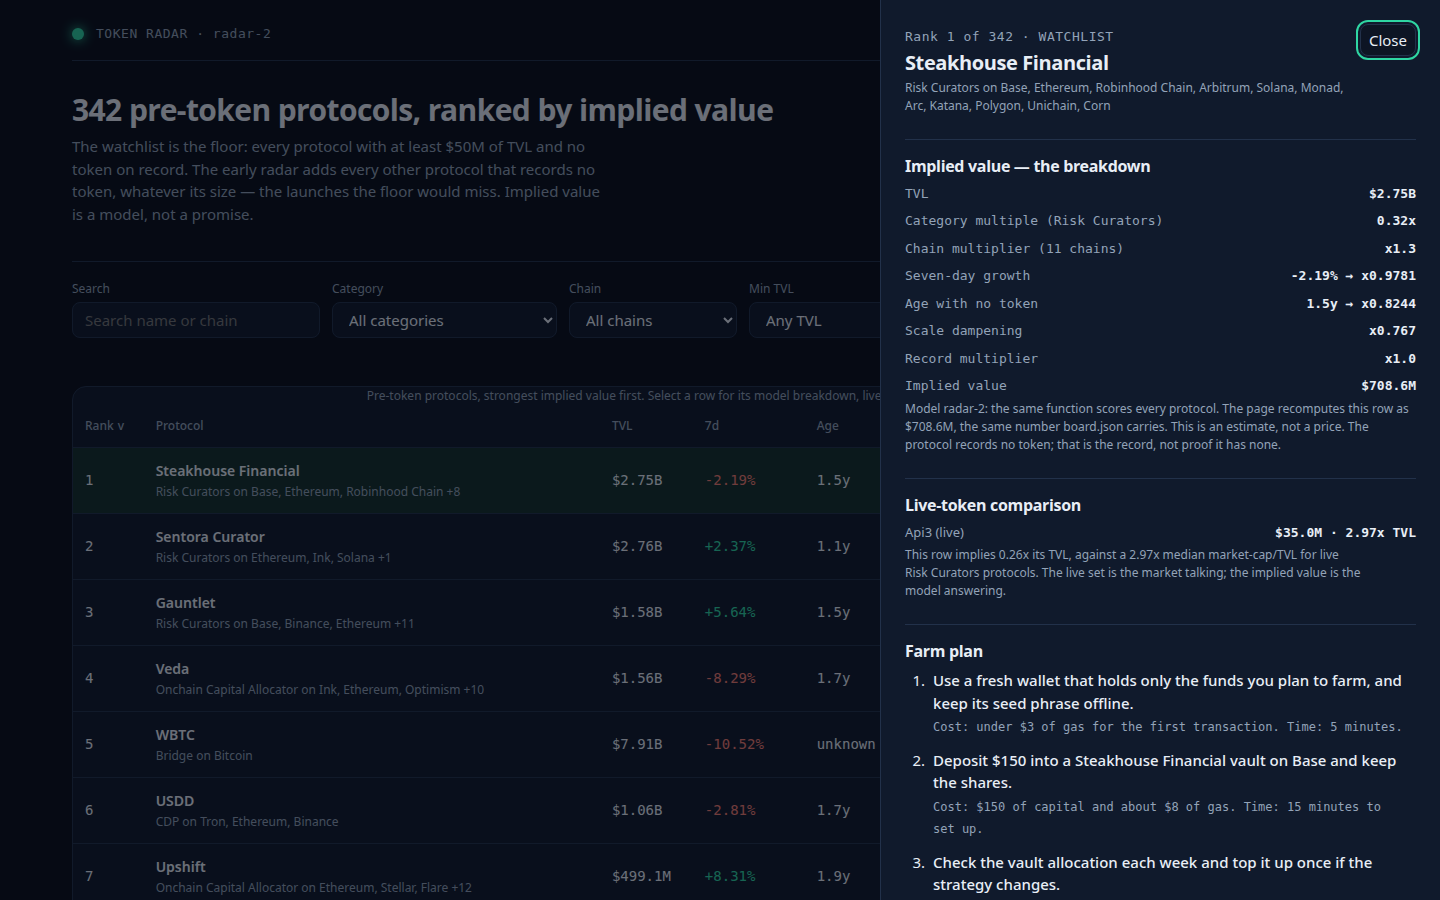 TOKEN RADAR · radar-2
342 pre-token protocols, ranked by implied value
The watchlist is the floor: every protocol with at least $50M of TVL and no
token on record. The early radar adds every other protocol that records no
token, whatever its size — the launches the floor would miss. Implied value
is a model, not a promise.
Search
Category
Chain
Min TVL
Search name or chain
All categories
All chains
Any TVL
Pre-token protocols, strongest implied value first. Select a row for its model breakdown, live
Rank v Protocol TVL 7d Age
1 Steakhouse Financial $2.75B -2.19% 1.5y
Risk Curators on Base, Ethereum, Robinhood Chain +8
2 Sentora Curator $2.76B +2.37% 1.1y
Risk Curators on Ethereum, Ink, Solana +1
3 Gauntlet $1.58B +5.64% 1.5y
Risk Curators on Base, Binance, Ethereum +11
4 Veda $1.56B -8.29% 1.7y
Onchain Capital Allocator on Ink, Ethereum, Optimism +10
5 WBTC $7.91B -10.52% unknown
Bridge on Bitcoin
6 USDD $1.06B -2.81% 1.7y
CDP on Tron, Ethereum, Binance
7 Upshift $499.1M +8.31% 1.9y
Onchain Capital Allocator on Ethereum, Stellar, Flare +12
Rank 1 of 342 · WATCHLIST
Close
Steakhouse Financial
Risk Curators on Base, Ethereum, Robinhood Chain, Arbitrum, Solana, Monad,
Arc, Katana, Polygon, Unichain, Corn
Implied value — the breakdown
TVL $2.75B
Category multiple (Risk Curators) 0.32x
Chain multiplier (11 chains) x1.3
Seven-day growth -2.19% → x0.9781
Age with no token 1.5y → x0.8244
Scale dampening x0.767
Record multiplier x1.0
Implied value $708.6M
Model radar-2: the same function scores every protocol. The page recomputes this row as
$708.6M, the same number board.json carries. This is an estimate, not a price. The
protocol records no token; that is the record, not proof it has none.
Live-token comparison
Api3 (live) $35.0M · 2.97x TVL
This row implies 0.26x its TVL, against a 2.97x median market-cap/TVL for live
Risk Curators protocols. The live set is the market talking; the implied value is the
model answering.
Farm plan
1. Use a fresh wallet that holds only the funds you plan to farm, and
keep its seed phrase offline.
Cost: under $3 of gas for the first transaction. Time: 5 minutes.
2. Deposit $150 into a Steakhouse Financial vault on Base and keep
the shares.
Cost: $150 of capital and about $8 of gas. Time: 15 minutes to
set up.
3. Check the vault allocation each week and top it up once if the
strategy changes.